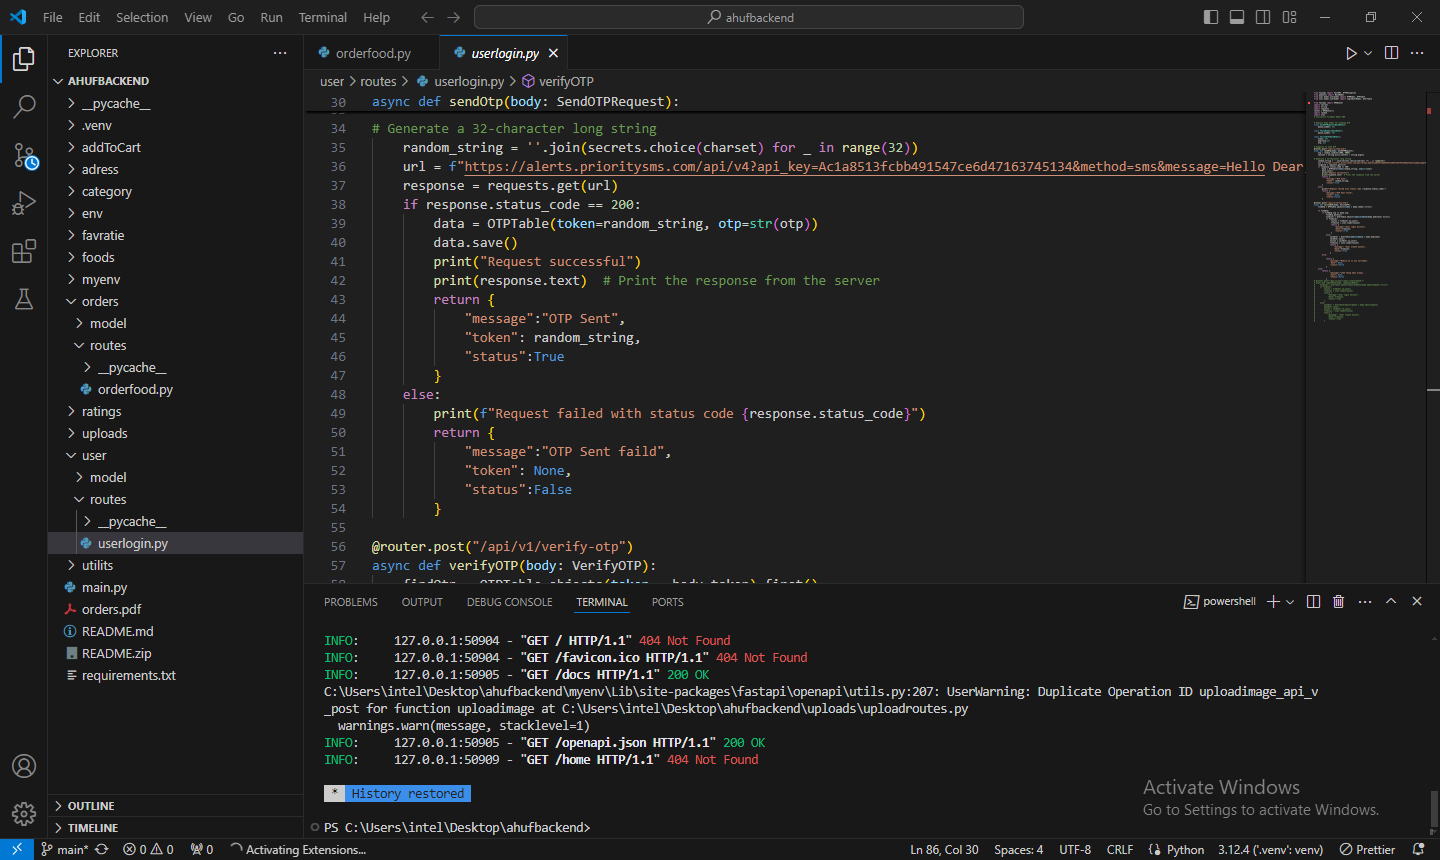 File Edit Selection View Go Run Terminal Help
ahufbackend
EXPLORER
AHUFBACKEND
__pycache__
.venv
addToCart
adress
category
env
favratie
foods
myenv
orders
model
routes
__pycache__
orderfood.py
ratings
uploads
user
model
routes
__pycache__
userlogin.py
utilits
main.py
orders.pdf
README.md
README.zip
requirements.txt
OUTLINE
TIMELINE
orderfood.py
userlogin.py
user > routes > userlogin.py > verifyOTP
30 async def sendOtp(body: SendOTPRequest):
34 # Generate a 32-character long string
35 random_string = ''.join(secrets.choice(charset) for _ in range(32))
36 url = f"https://alerts.prioritysms.com/api/v4?api_key=Ac1a8513fcbb491547ce6d47163745134&method=sms&message=Hello Dear
37 response = requests.get(url)
38 if response.status_code == 200:
39 data = OTPTable(token=random_string, otp=str(otp))
40 data.save()
41 print("Request successful")
42 print(response.text)  # Print the response from the server
43 return {
44 "message":"OTP Sent",
45 "token": random_string,
46 "status":True
47 }
48 else:
49 print(f"Request failed with status code {response.status_code}")
50 return {
51 "message":"OTP Sent faild",
52 "token": None,
53 "status":False
54 }
55
56 @router.post("/api/v1/verify-otp")
57 async def verifyOTP(body: VerifyOTP):
PROBLEMS OUTPUT DEBUG CONSOLE TERMINAL PORTS
powershell
INFO: 127.0.0.1:50904 - "GET / HTTP/1.1" 404 Not Found
INFO: 127.0.0.1:50904 - "GET /favicon.ico HTTP/1.1" 404 Not Found
INFO: 127.0.0.1:50905 - "GET /docs HTTP/1.1" 200 OK
C:\Users\intel\Desktop\ahufbackend\myenv\Lib\site-packages\fastapi\openapi\utils.py:207: UserWarning: Duplicate Operation ID uploadimage_api_v
_post for function uploadimage at C:\Users\intel\Desktop\ahufbackend\uploads\uploadroutes.py
warnings.warn(message, stacklevel=1)
INFO: 127.0.0.1:50905 - "GET /openapi.json HTTP/1.1" 200 OK
INFO: 127.0.0.1:50909 - "GET /home HTTP/1.1" 404 Not Found
* History restored
PS C:\Users\intel\Desktop\ahufbackend>
Activate Windows
Go to Settings to activate Windows.
main* 0 0 0 Activating Extensions... Ln 86, Col 30 Spaces: 4 UTF-8 CRLF Python 3.12.4 ('.venv': venv) Prettier